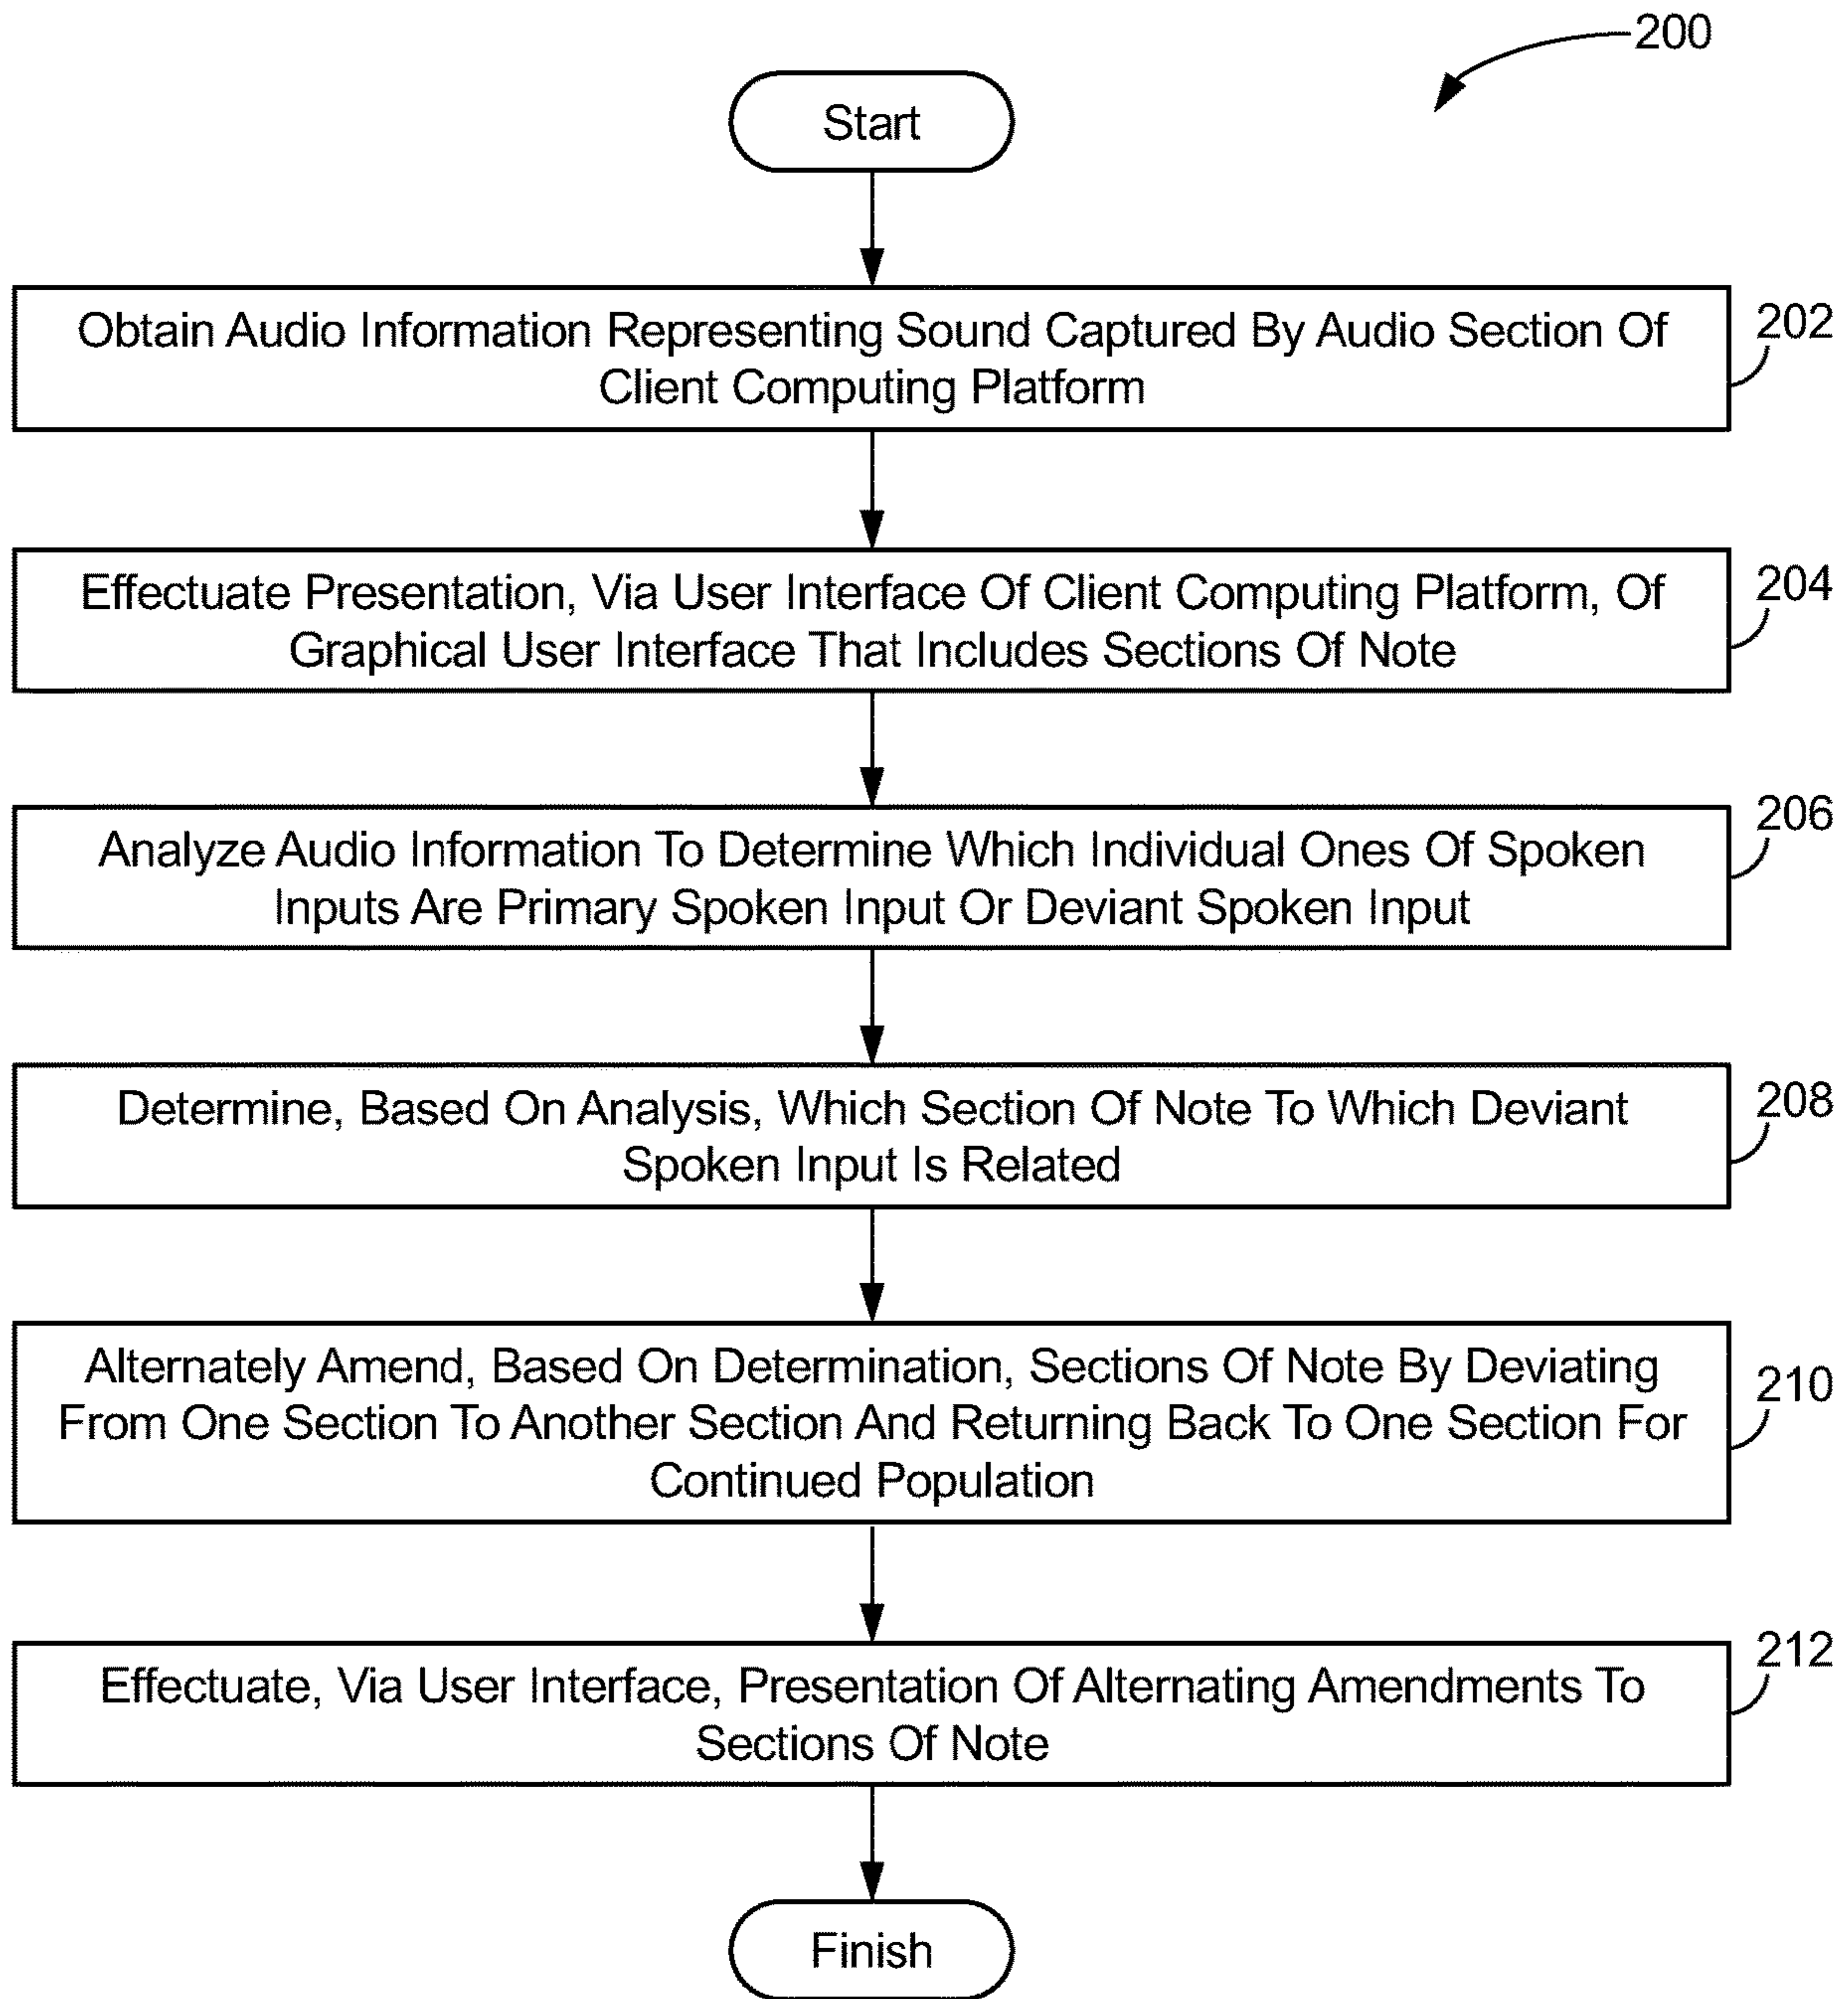 200
Start
Obtain Audio Information Representing Sound Captured By Audio Section Of
Client Computing Platform
202
Effectuate Presentation, Via User Interface Of Client Computing Platform, Of
Graphical User Interface That Includes Sections Of Note
204
Analyze Audio Information To Determine Which Individual Ones Of Spoken
Inputs Are Primary Spoken Input Or Deviant Spoken Input
206
Determine, Based On Analysis, Which Section Of Note To Which Deviant
Spoken Input Is Related
208
Alternately Amend, Based On Determination, Sections Of Note By Deviating
From One Section To Another Section And Returning Back To One Section For
Continued Population
210
Effectuate, Via User Interface, Presentation Of Alternating Amendments To
Sections Of Note
212
Finish